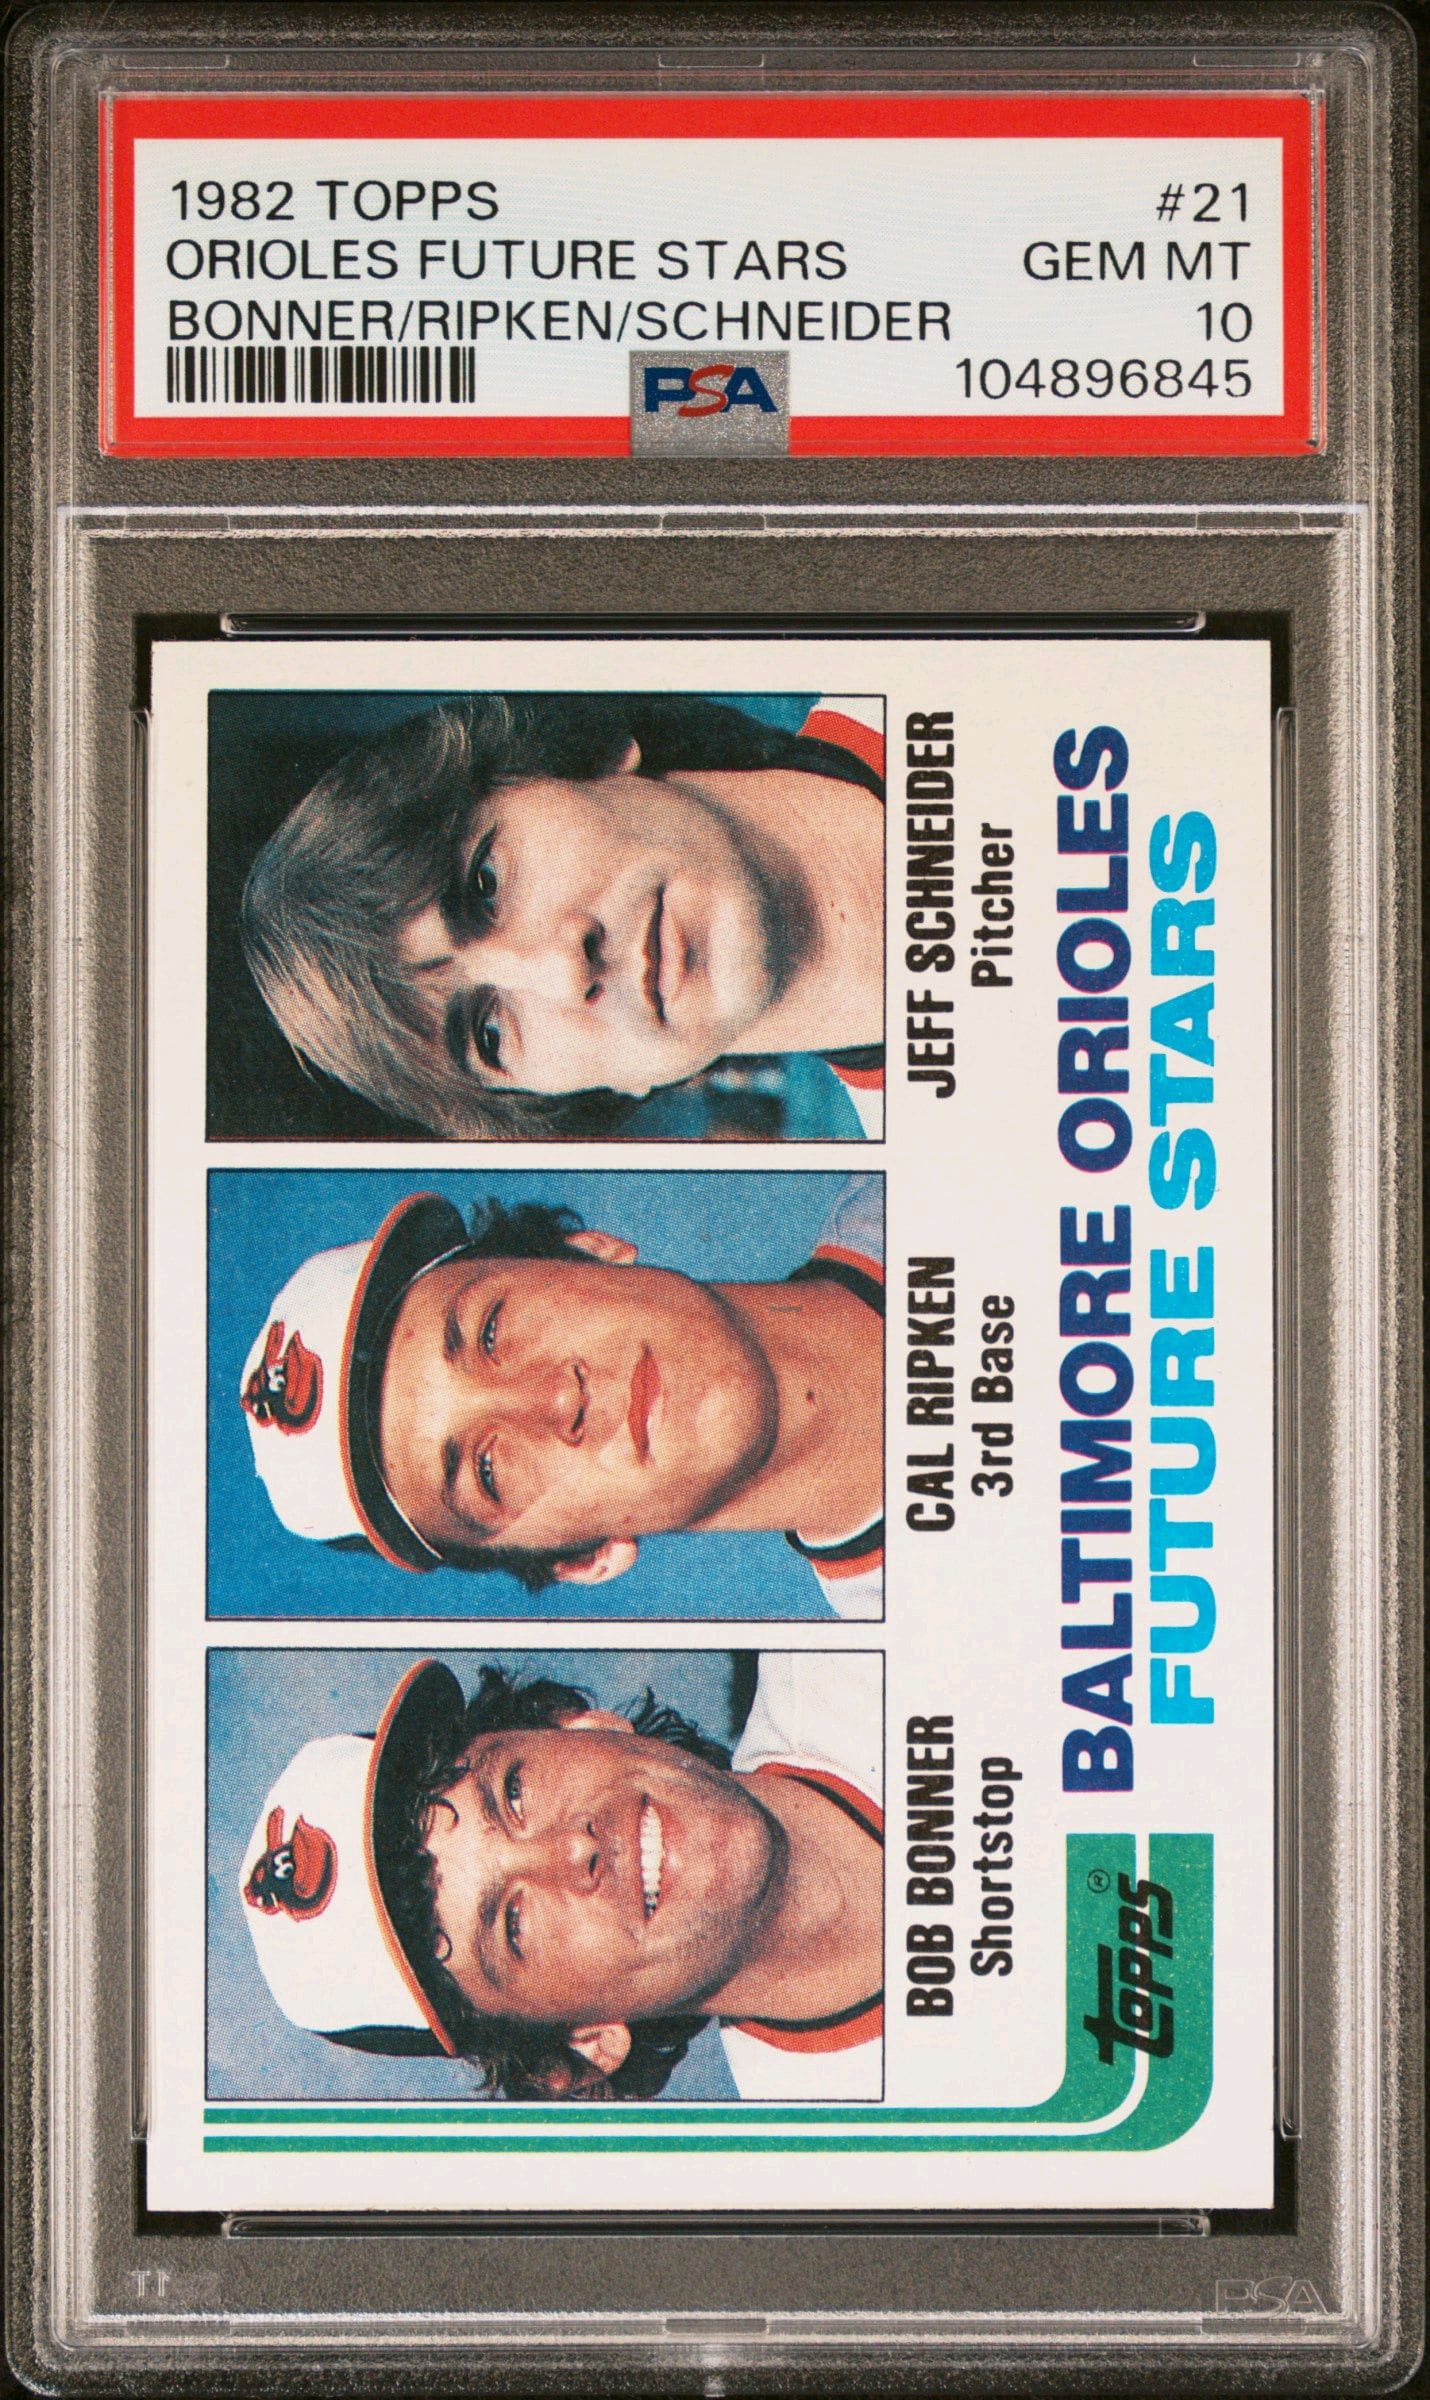 1982 TOPPS #21
ORIOLES FUTURE STARS GEM MT
BONNER/RIPKEN/SCHNEIDER 10
PSA 104896845
BOB BONNER
Shortstop
CAL RIPKEN
3rd Base
JEFF SCHNEIDER
Pitcher
topps®
BALTIMORE ORIOLES
FUTURE STARS
PSA